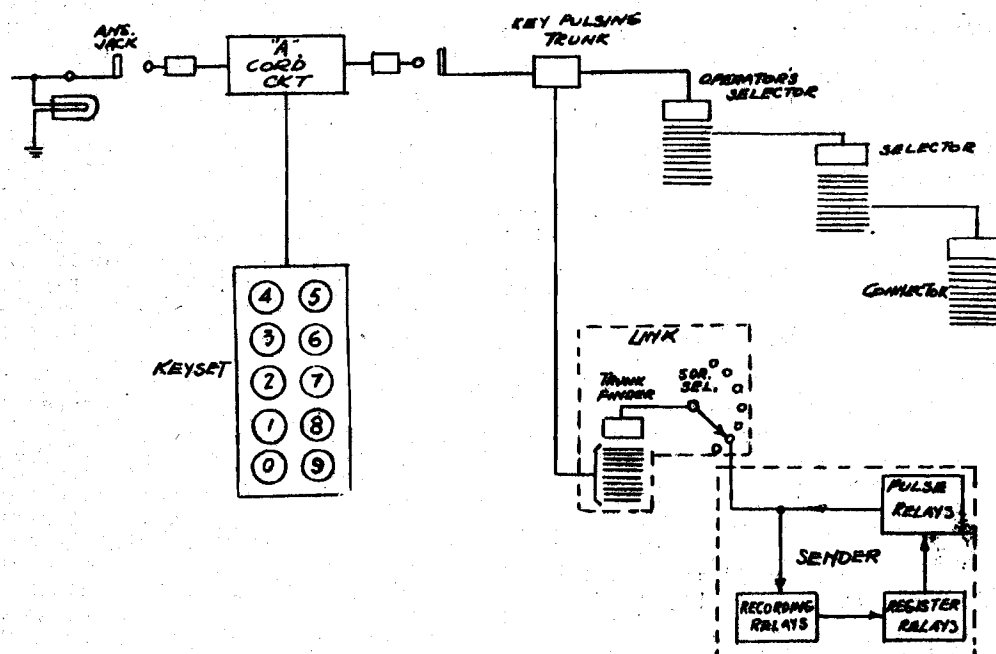 ANS.
JACK
"A"
CORD
CKT
KEY PULSING
TRUNK
OPERATOR'S
SELECTOR
SELECTOR
CONNECTOR
KEYSET
4 5
3 6
2 7
1 8
0 9
LINK
TRUNK
FINDER
SDR.
SEL.
PULSE
RELAYS
SENDER
RECORDING
RELAYS
REGISTER
RELAYS